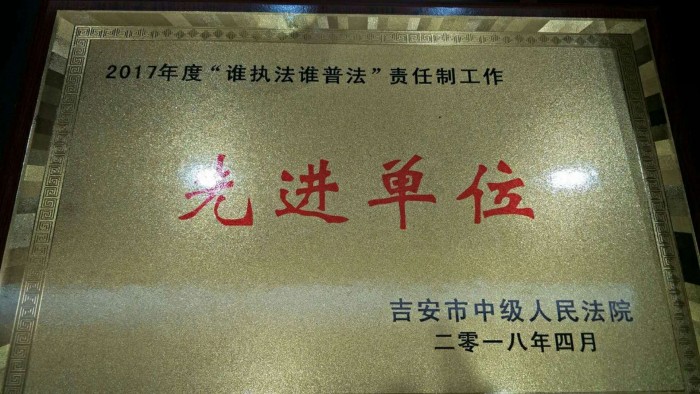 2017年度“谁执法谁普法”责任制工作
先进单位
吉安市中级人民法院
二零一八年四月